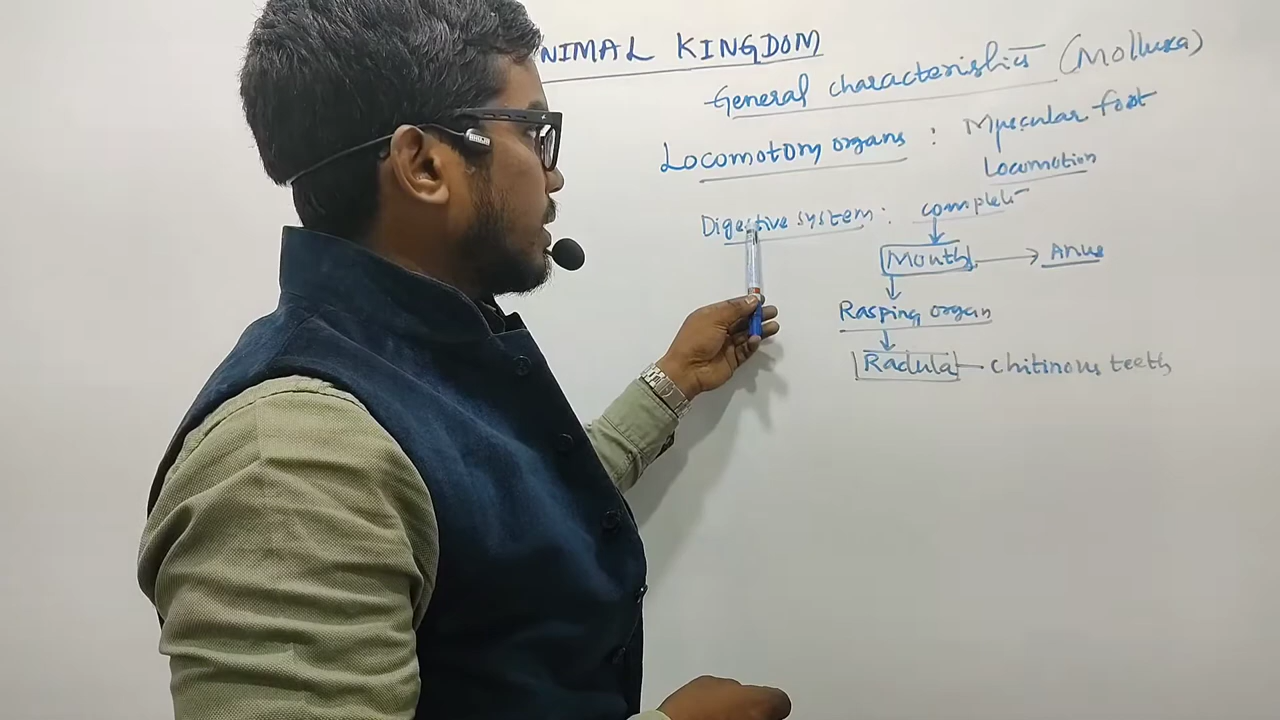 NIMAL KINGDOM
General characteristics (Mollusca)
Locomotory organs : Muscular foot
Locomotion
Digestive system : complete
Mouth → Anus
Rasping organ
Radula — chitinous teeth